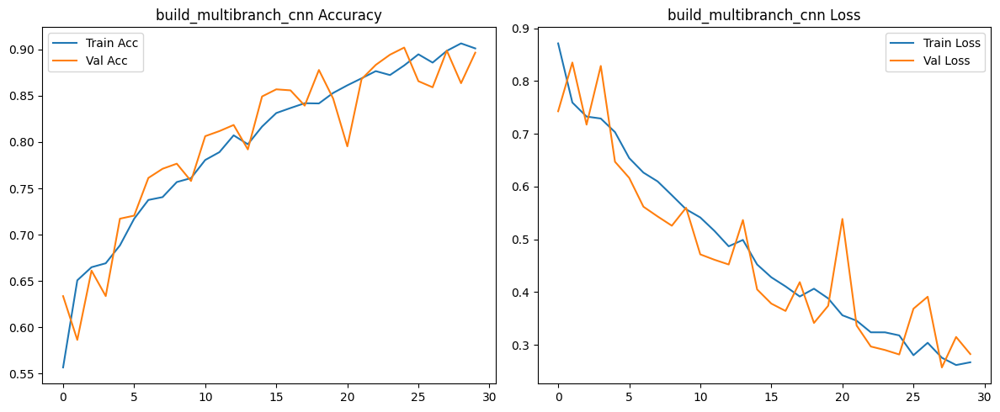 build_multibranch_cnn Accuracy
Train Acc
Val Acc
0.90
0.85
0.80
0.75
0.70
0.65
0.60
0.55
0 5 10 15 20 25 30
build_multibranch_cnn Loss
Train Loss
Val Loss
0.9
0.8
0.7
0.6
0.5
0.4
0.3
0 5 10 15 20 25 30